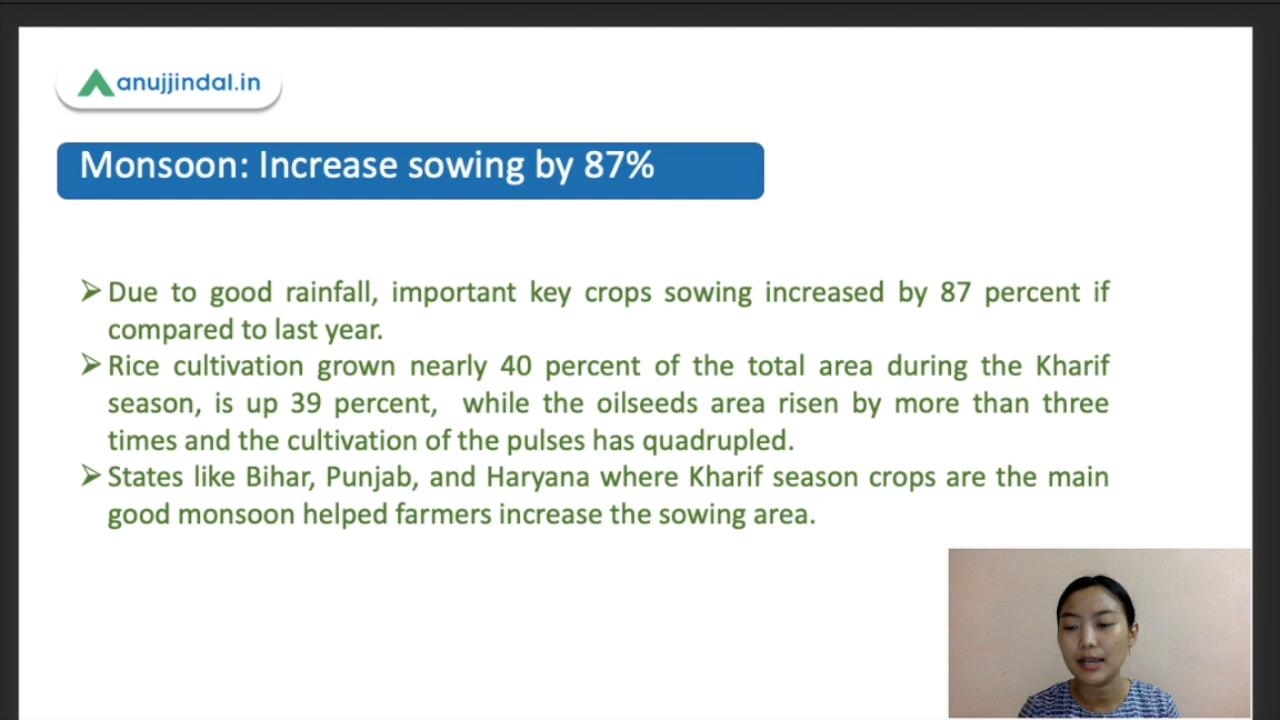 anujjindal.in
Monsoon: Increase sowing by 87%
Due to good rainfall, important key crops sowing increased by 87 percent if
compared to last year.
Rice cultivation grown nearly 40 percent of the total area during the Kharif
season, is up 39 percent, while the oilseeds area risen by more than three
times and the cultivation of the pulses has quadrupled.
States like Bihar, Punjab, and Haryana where Kharif season crops are the main
good monsoon helped farmers increase the sowing area.